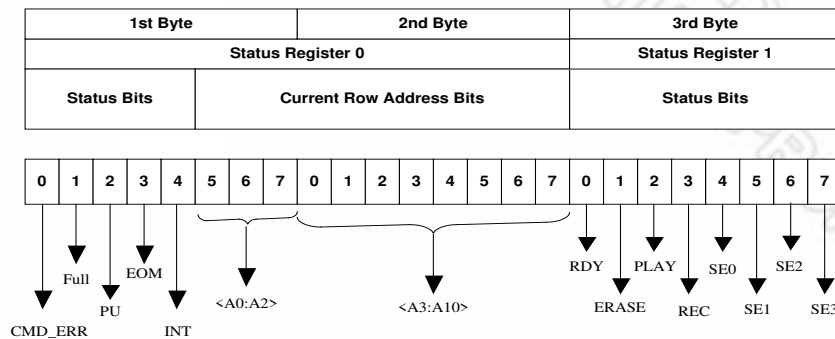 1st Byte 2nd Byte 3rd Byte
Status Register 0 Status Register 1
Status Bits Current Row Address Bits Status Bits
0 1 2 3 4 5 6 7 0 1 2 3 4 5 6 7 0 1 2 3 4 5 6 7
Full EOM RDY PLAY SE0 SE2
PU <A0:A2> <A3:A10> ERASE REC SE1 SE3
CMD_ERR INT